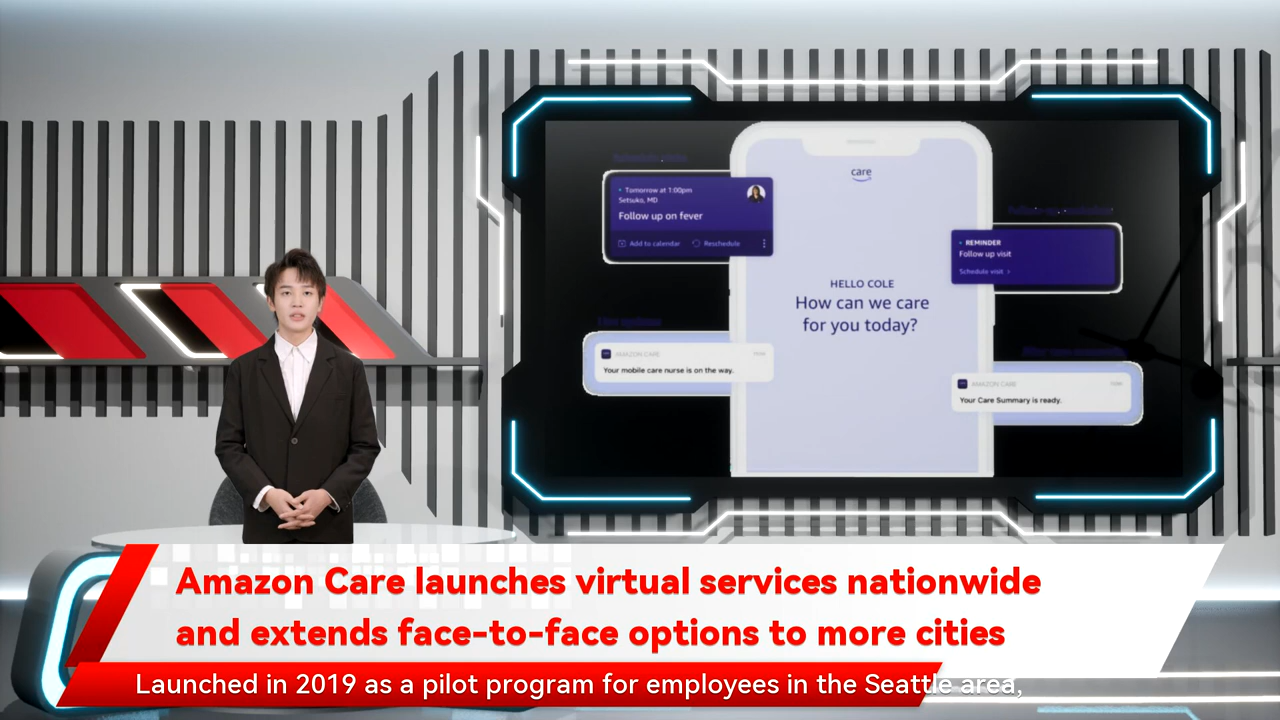 care
Tomorrow at 1:00pm
Setsuko, MD
Follow up on fever
Add to calendar
Reschedule
REMINDER
Follow up visit
Schedule visit
HELLO COLE
How can we care
for you today?
AMAZON CARE
Your mobile care nurse is on the way.
AMAZON CARE
Your Care Summary is ready.
Amazon Care launches virtual services nationwide
and extends face-to-face options to more cities
Launched in 2019 as a pilot program for employees in the Seattle area,